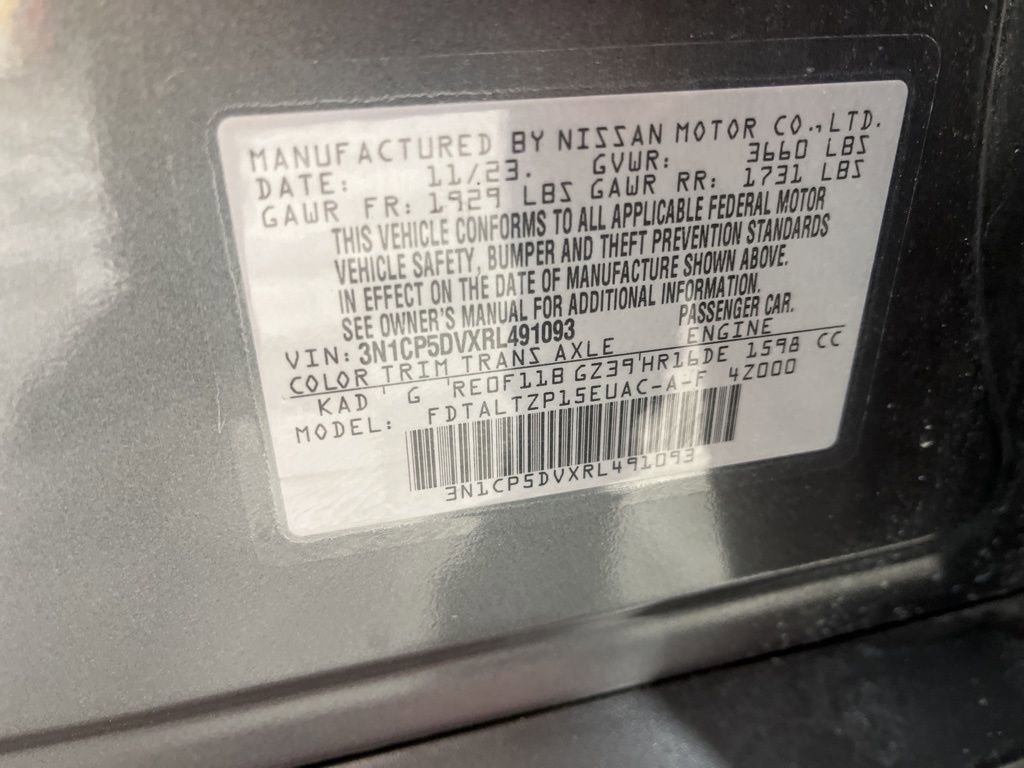 MANUFACTURED BY NISSAN MOTOR CO.,LTD.
DATE: 11/.23. GVWR: 3660 LBS
GAWR FR: 1929 LBS GAWR RR: 1731 LBS
THIS VEHICLE CONFORMS TO ALL APPLICABLE FEDERAL MOTOR
VEHICLE SAFETY, BUMPER AND THEFT PREVENTION STANDARDS
IN EFFECT ON THE DATE OF MANUFACTURE SHOWN ABOVE.
SEE OWNER'S MANUAL FOR ADDITIONAL INFORMATION.
VIN: 3N1CP5DVXRL491093 PASSENGER CAR.
COLOR TRIM TRANS AXLE ENGINE
KAD G RE0F11B GZ39 HR16DE 1598 CC
MODEL: FDTALTZP15EUAC-A-F 4Z000
3N1CP5DVXRL491093